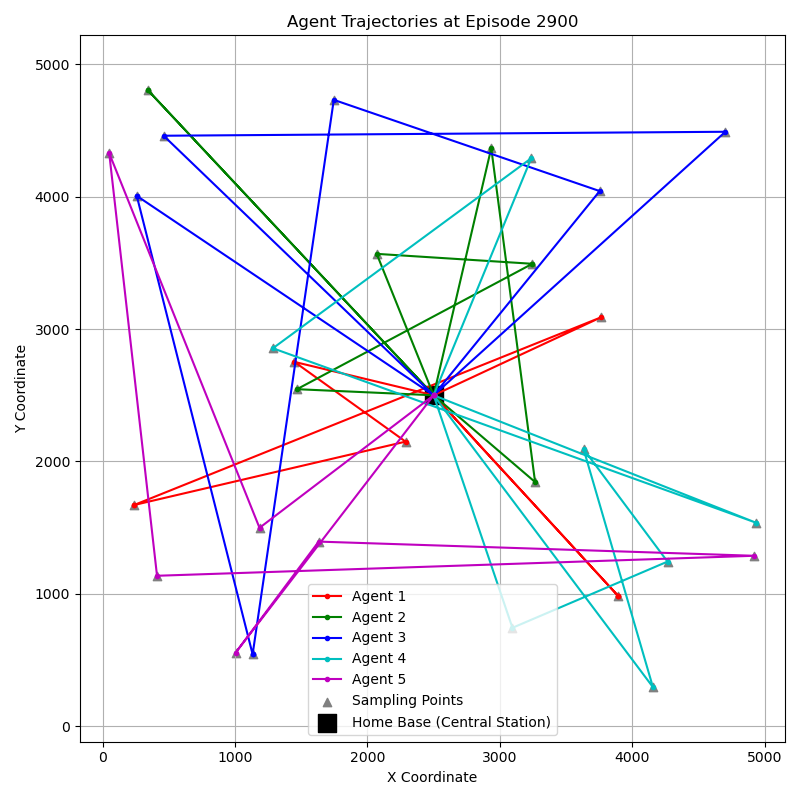 Agent Trajectories at Episode 2900
Y Coordinate
5000
4000
3000
2000
1000
0
Agent 1
Agent 2
Agent 3
Agent 4
Agent 5
Sampling Points
Home Base (Central Station)
0 1000 2000 3000 4000 5000
X Coordinate